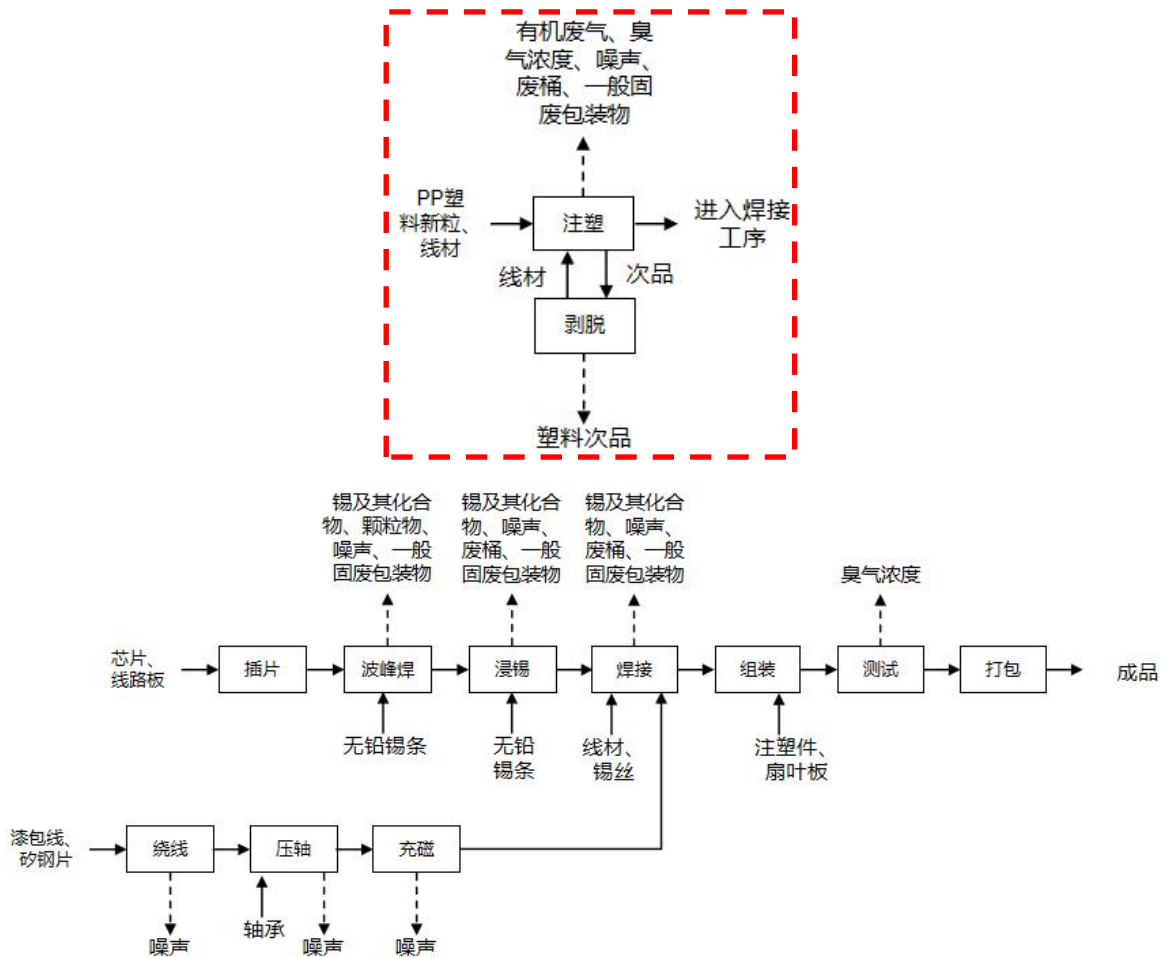 有机废气、臭
气浓度、噪声、
废桶、一般固
废包装物
PP塑
料新粒、
线材
注塑
进入焊接
工序
线材
次品
剥脱
塑料次品
锡及其化合
物、颗粒物、
噪声、一般
固废包装物
锡及其化合
物、噪声、
废桶、一般
固废包装物
锡及其化合
物、噪声、
废桶、一般
固废包装物
臭气浓度
芯片、
线路板
插片
波峰焊
浸锡
焊接
组装
测试
打包
成品
无铅锡条
无铅
锡条
线材、
锡丝
注塑件、
扇叶板
漆包线、
矽钢片
绕线
压轴
充磁
噪声
轴承
噪声
噪声